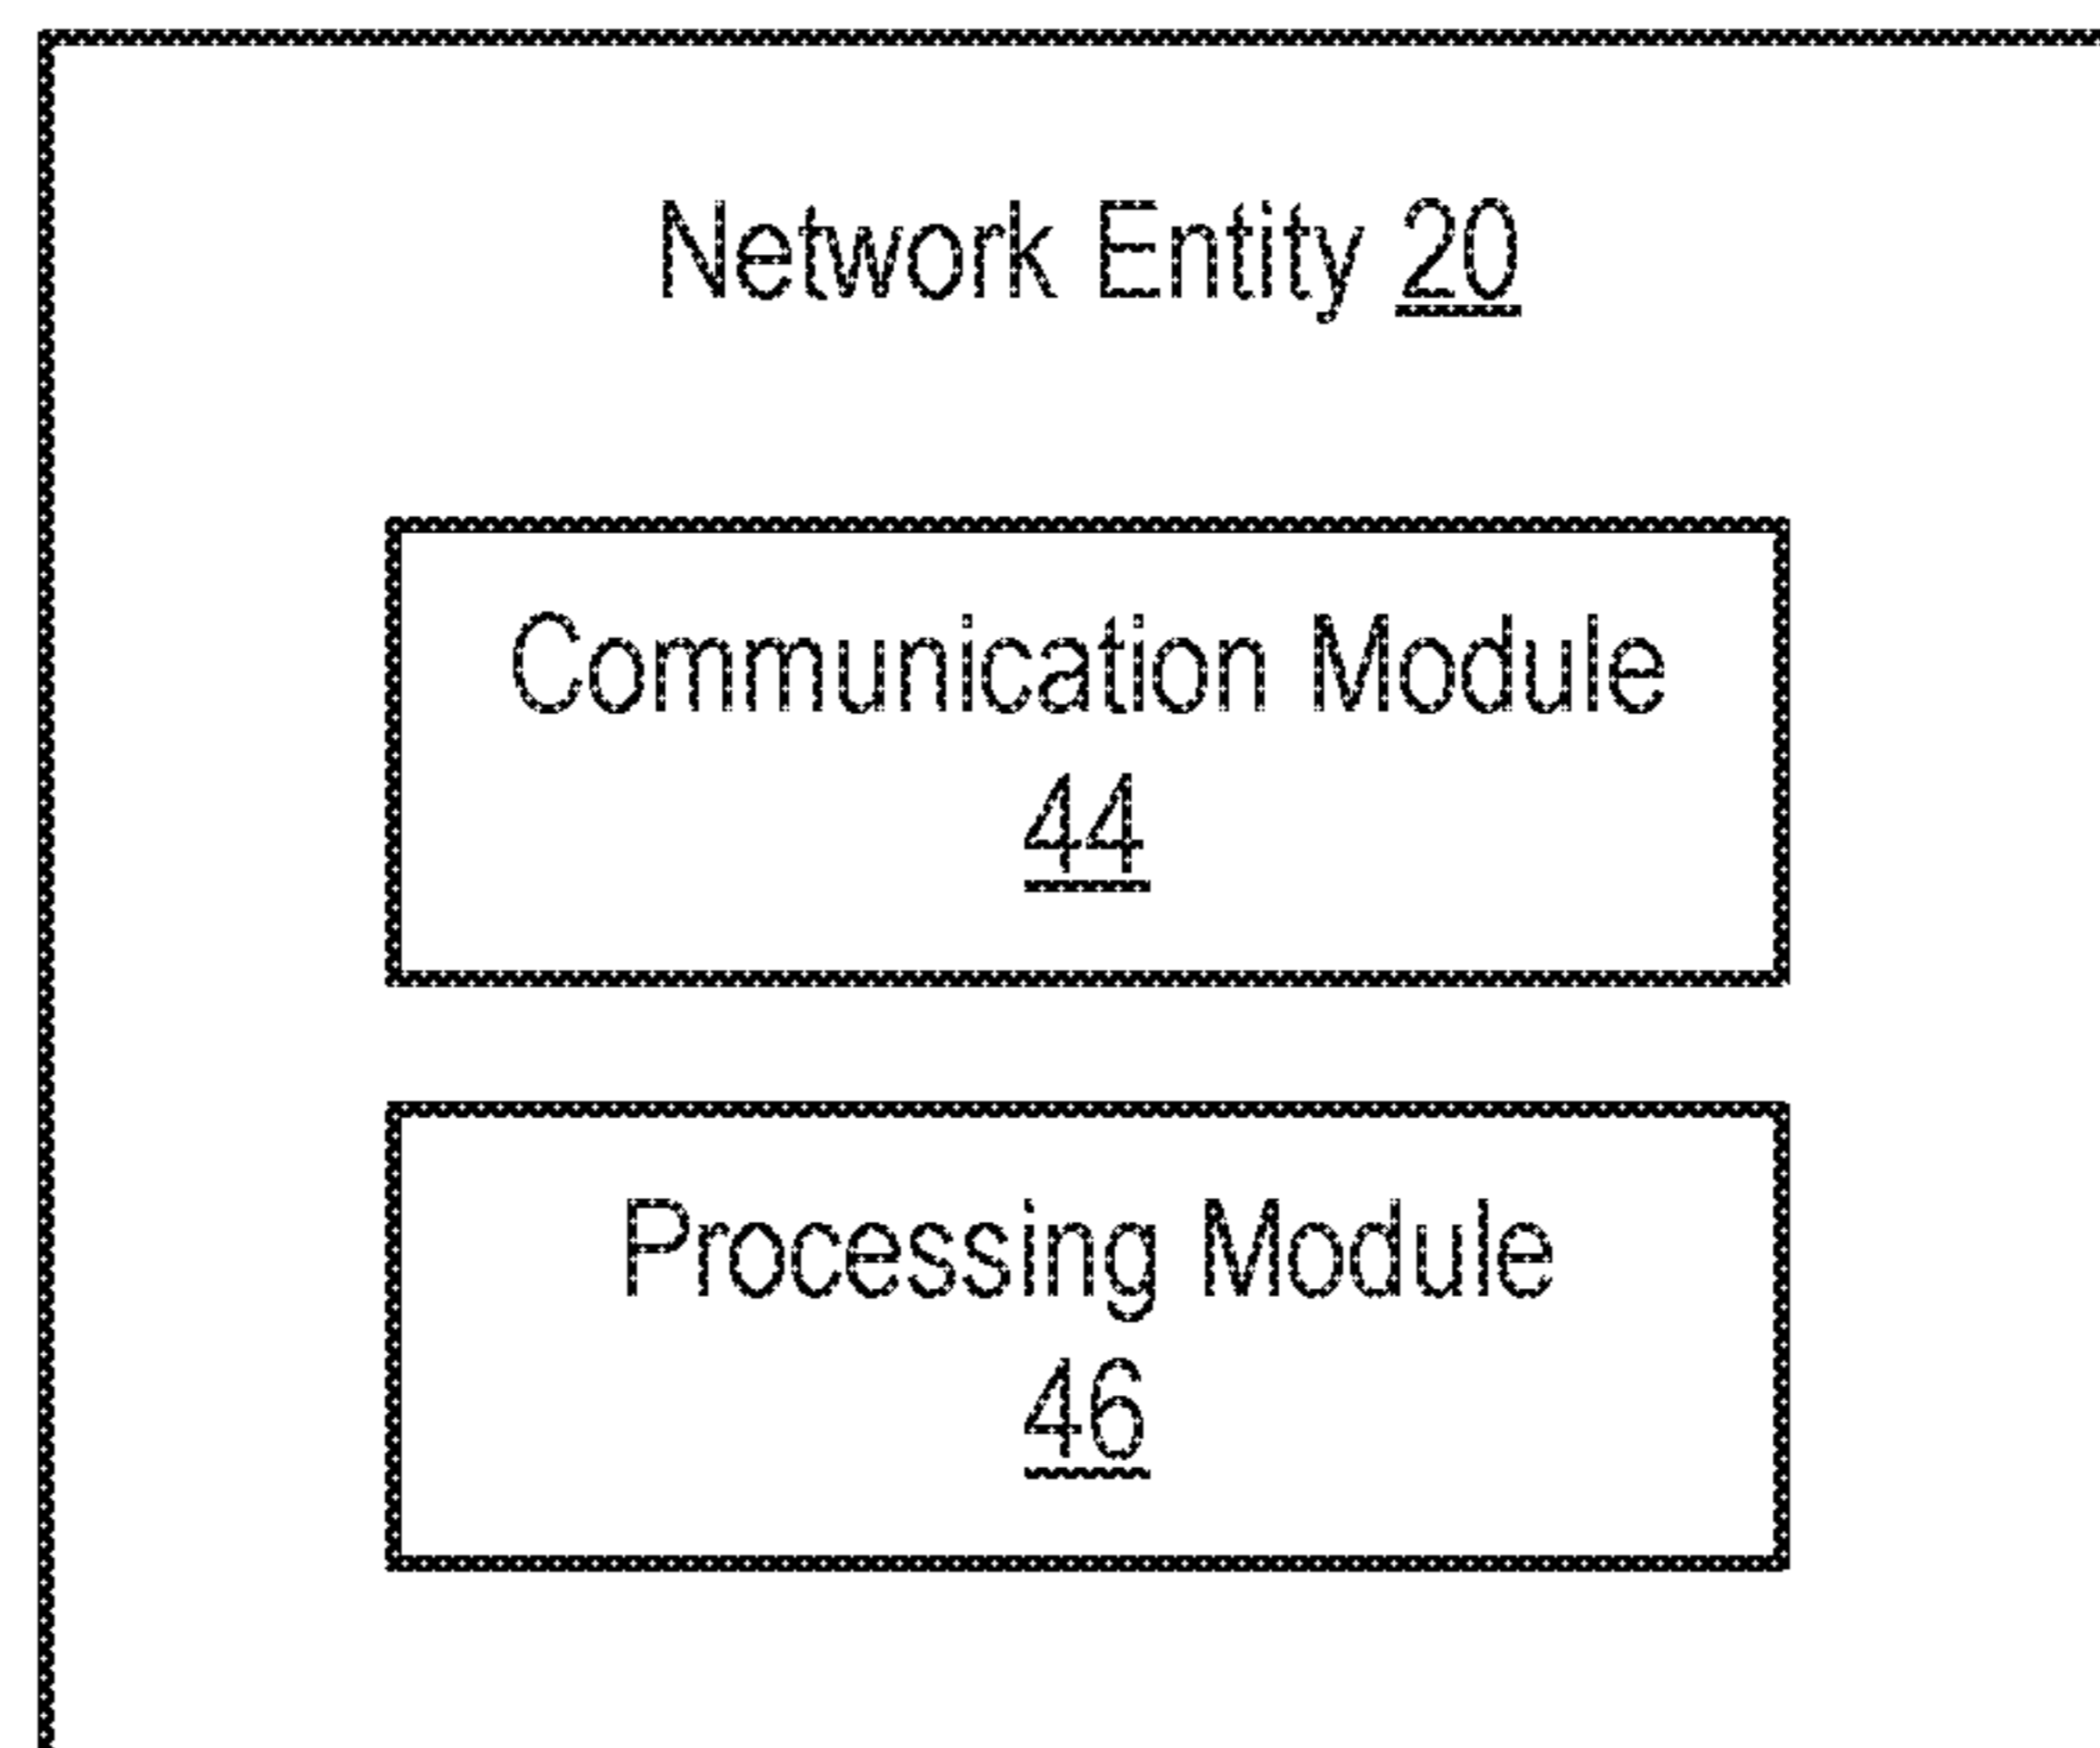 Network Entity 20
Communication Module
44
Processing Module
46